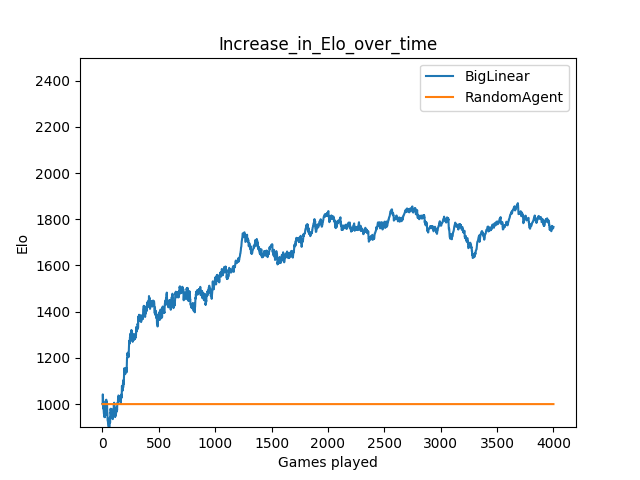 Increase_in_Elo_over_time
BigLinear
RandomAgent
2400
2200
2000
1800
1600
1400
1200
1000
Elo
0 500 1000 1500 2000 2500 3000 3500 4000
Games played